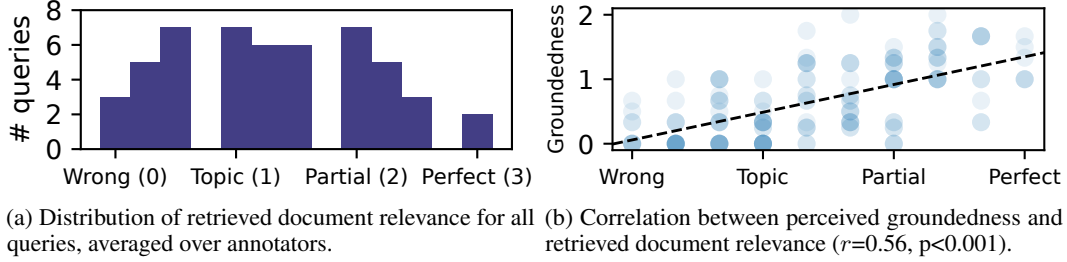 8
6
4
2
0
# queries
Wrong (0)
Topic (1)
Partial (2)
Perfect (3)
(a) Distribution of retrieved document relevance for all
queries, averaged over annotators.
2
1
0
Groundedness
Wrong
Topic
Partial
Perfect
(b) Correlation between perceived groundedness and
retrieved document relevance (r=0.56, p<0.001).